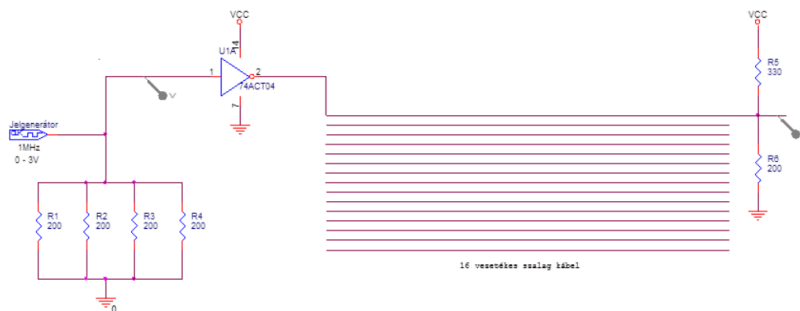 VCC
VCC
14
U1A
1
2
74ACT04
7
V
R5
330
Jelgenerátor
1MHz
0 - 3V
R6
200
R1
200
R2
200
R3
200
R4
200
0
16 vezetékes szalag kábel